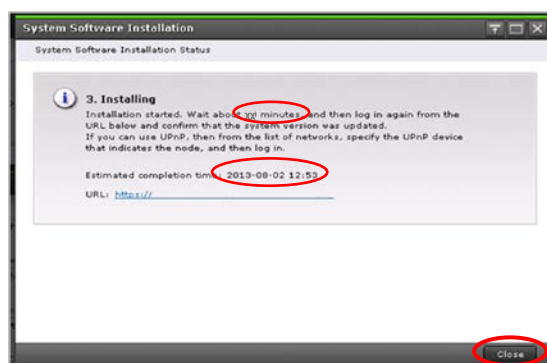 System Software Installation
System Software Installation Status
3. Installing
Installation started. Wait about xx minutes, and then log in again from the
URL below and confirm that the system version was updated.
If you can use UPnP, then from the list of networks, specify the UPnP device
that indicates the node, and then log in.
Estimated completion time: 2013-08-02 12:53
URL: https://
Close